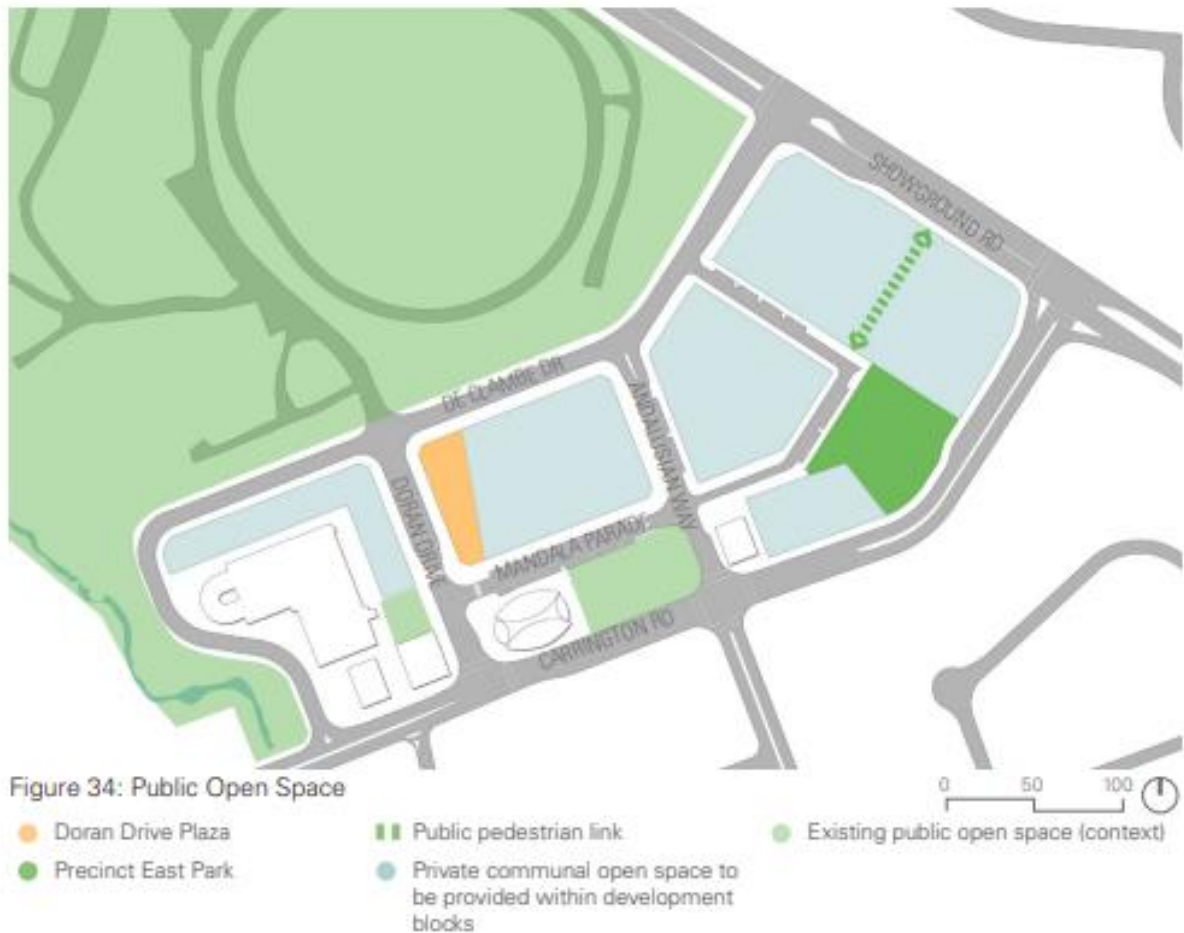 SHOWGROUND RD
DE CLAMBE DR
ANDALUSIAN WAY
DORAN DRIVE
MANDALA PARADE
CARRINGTON RD
Figure 34: Public Open Space
0 50 100
Doran Drive Plaza
Public pedestrian link
Existing public open space (context)
Precinct East Park
Private communal open space to
be provided within development
blocks